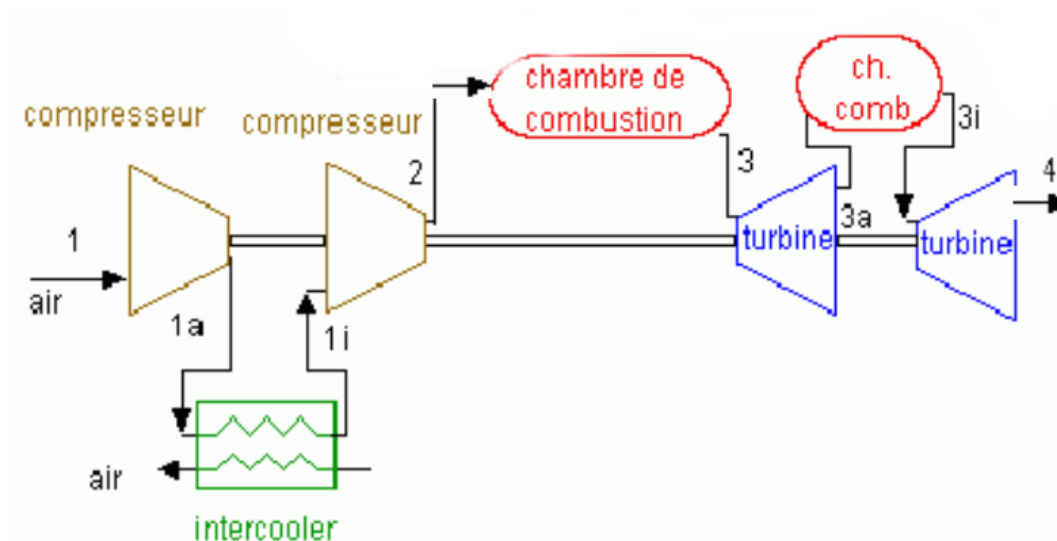 compresseur
compresseur
chambre de
combustion
ch.
comb
3i
2
3
4
1
air
turbine
3a
turbine
1a
1i
air
intercooler